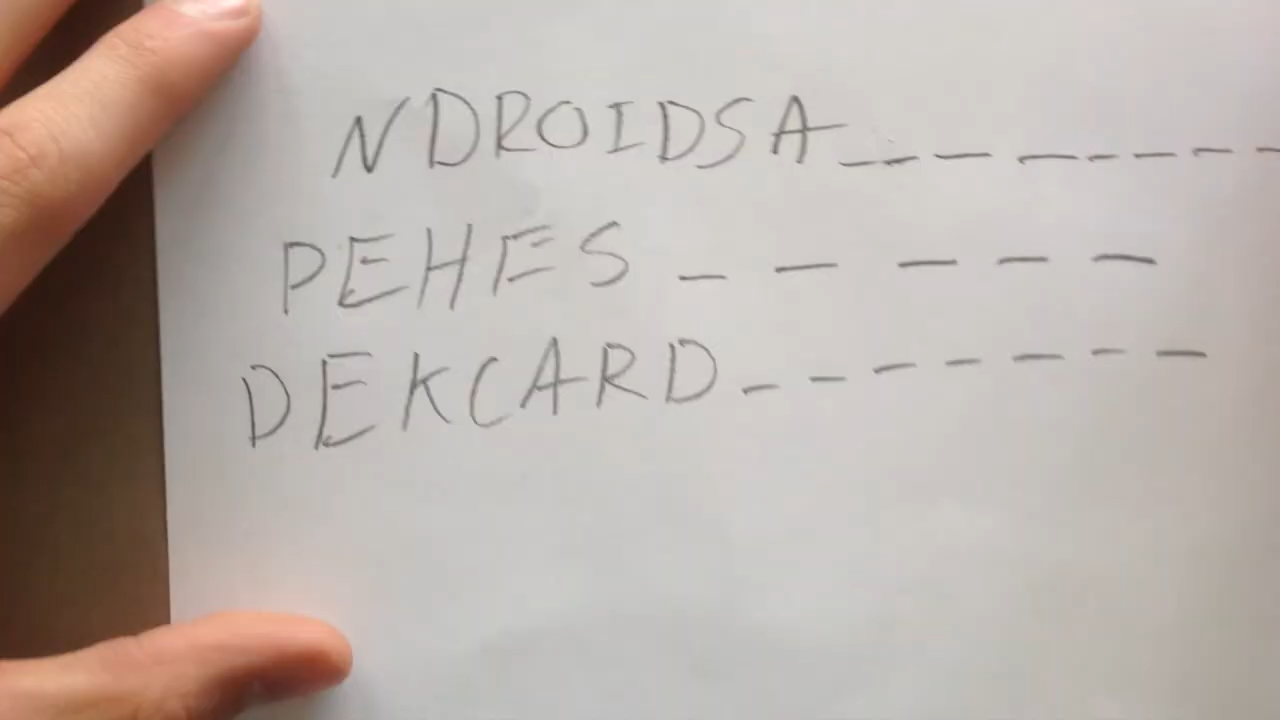 NDROIDSA _ _ _ _ _ _ _
PEHES _ _ _ _ _
DEKCARD _ _ _ _ _ _ _